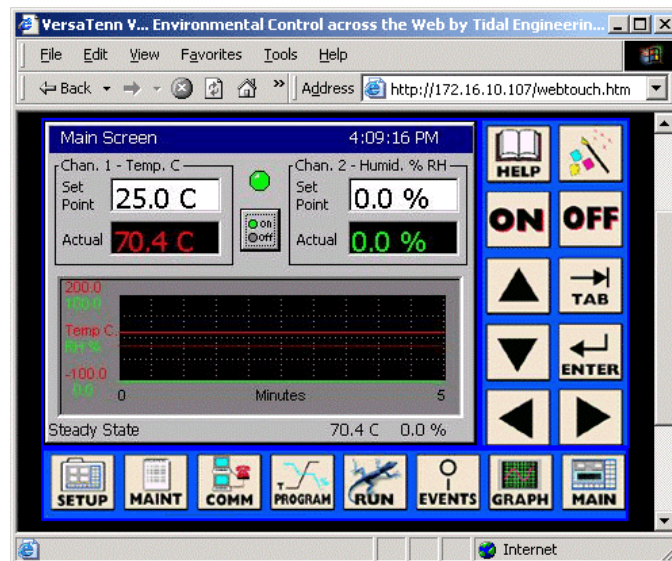 VersaTenn V... Environmental Control across the Web by Tidal Engineerin...
File Edit View Favorites Tools Help
Back Address http://172.16.10.107/webtouch.htm
Main Screen 4:09:16 PM
Chan. 1 - Temp. C Chan. 2 - Humid. % RH
Set Point 25.0 C
on
off
Set Point 0.0 %
Actual 70.4 C
Actual 0.0 %
200.0
100.0
Temp C
RH %
-100.0
0.0
0 Minutes 5
Steady State 70.4 C 0.0 %
HELP
ON OFF
TAB
ENTER
SETUP MAINT COMM PROGRAM RUN EVENTS GRAPH MAIN
Internet